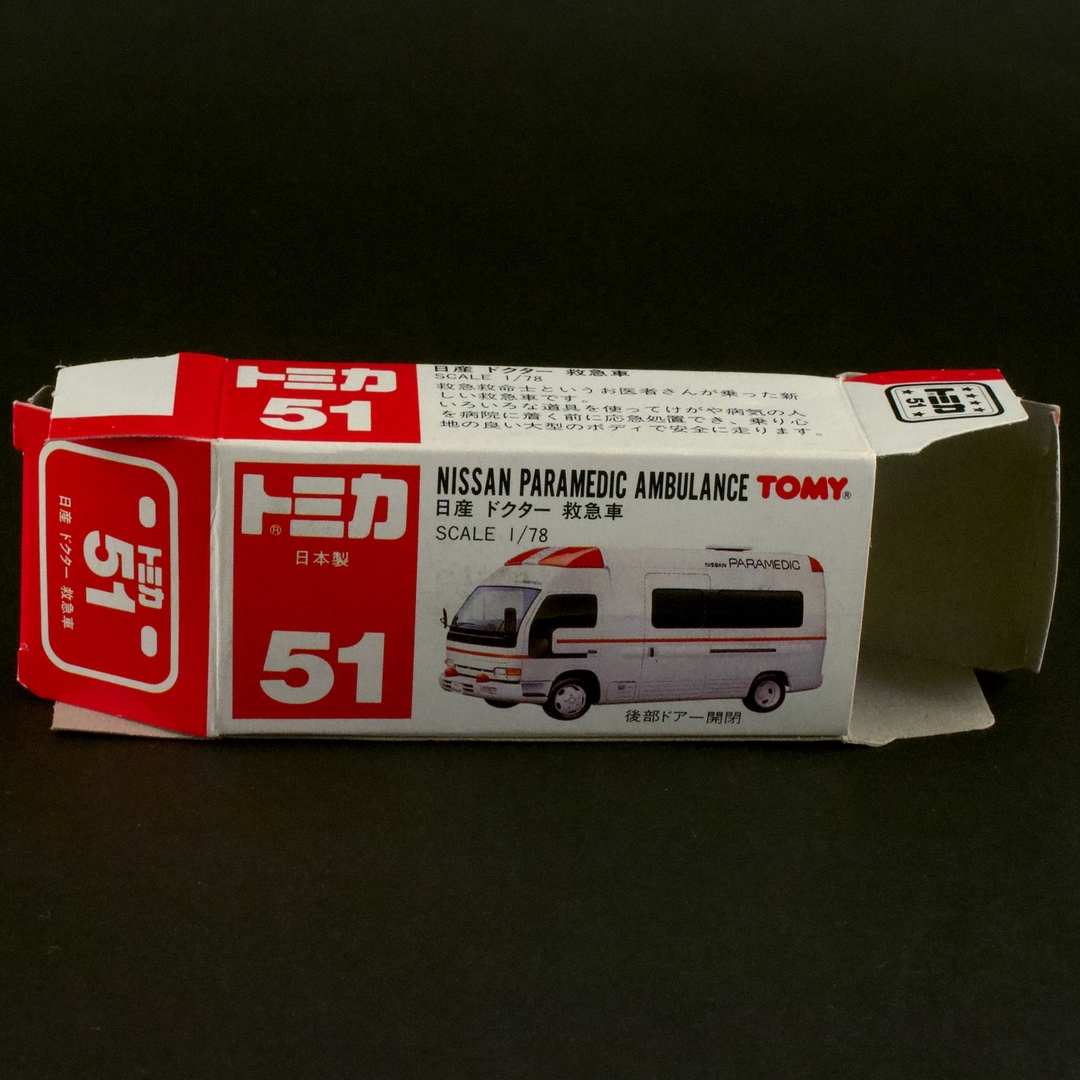 トミカ
51
日産 ドクター 救急車
SCALE 1/78
救急救命士というお医者さんが乗った新
しい救急車です。
いろいろな道具を使ってけがや病気の人
を病院に着く前に応急処置でき、乗り心
地の良い大型のボディで安全に走ります。
トミカ
51
トミカ®
日本製
51
NISSAN PARAMEDIC AMBULANCE TOMY®
日産 ドクター 救急車
SCALE 1/78
NISSAN PARAMEDIC
後部ドアー開閉
トミカ
51
日産 ドクター 救急車